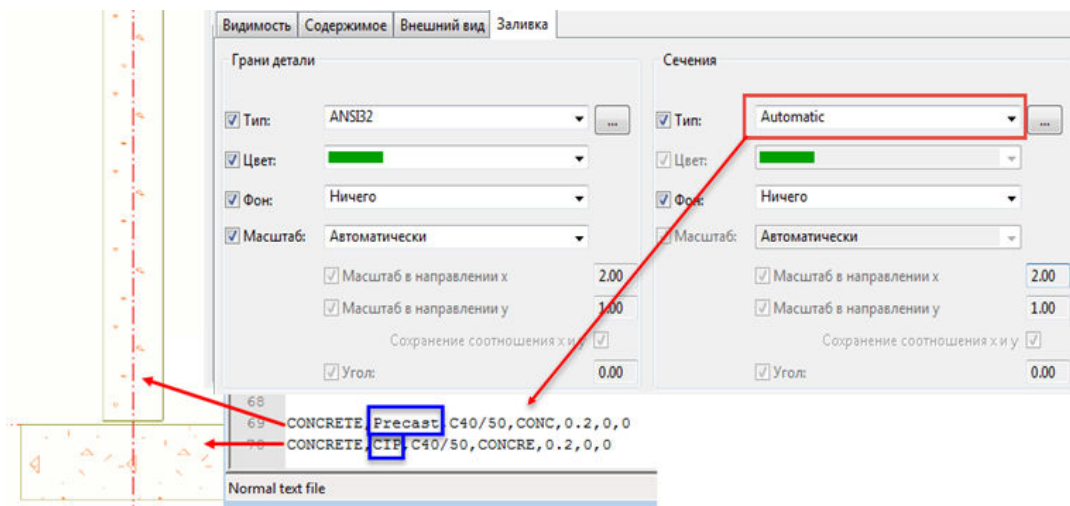 Видимость Содержимое Внешний вид Заливка
Грани детали Сечения
Тип: ANSI32 ... Тип: Automatic ...
Цвет: Цвет:
Фон: Ничего Фон: Ничего
Масштаб: Автоматически Масштаб: Автоматически
Масштаб в направлении x 2.00 Масштаб в направлении x 2.00
Масштаб в направлении y 1.00 Масштаб в направлении y 1.00
Сохранение соотношения x и y Сохранение соотношения x и y
Угол: 0.00 Угол: 0.00
68
69 CONCRETE,Precast,C40/50,CONC,0.2,0,0
70 CONCRETE,CIP,C40/50,CONCRE,0.2,0,0
Normal text file